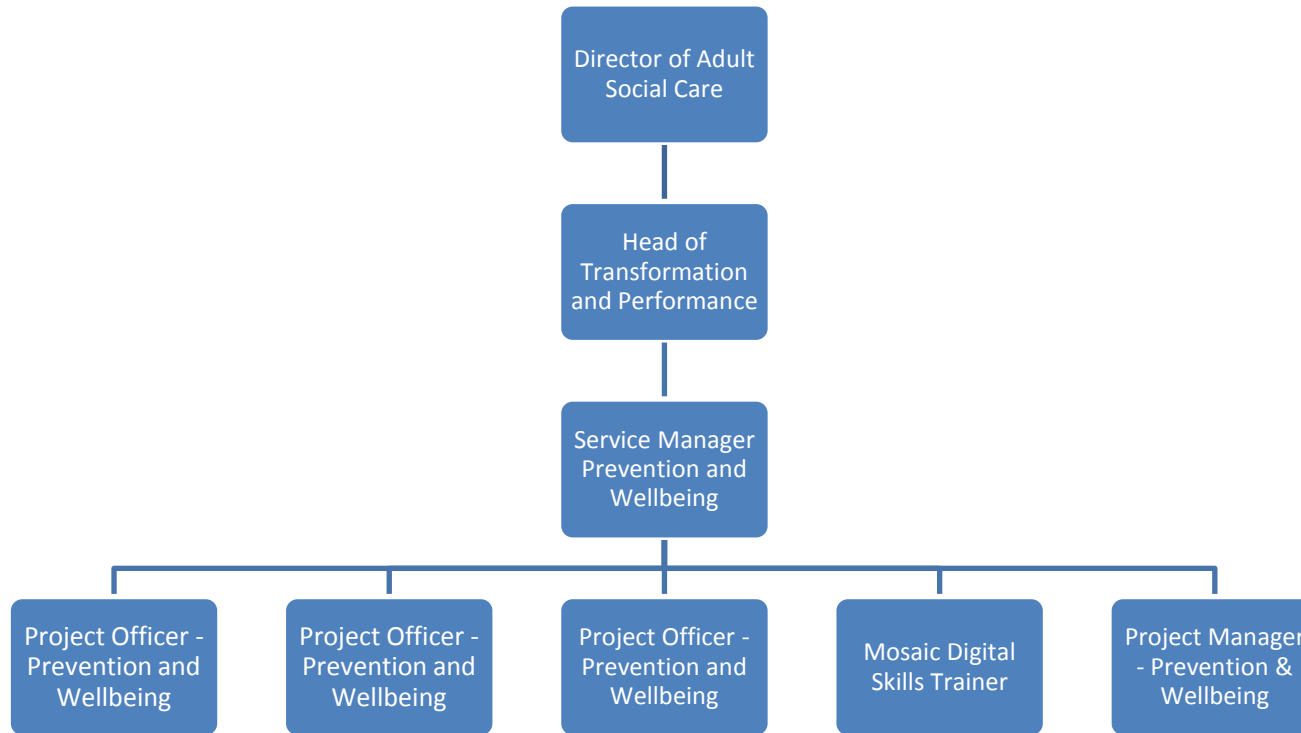 Director of Adult
Social Care
Head of
Transformation
and Performance
Service Manager
Prevention and
Wellbeing
Project Officer -
Prevention and
Wellbeing
Project Officer -
Prevention and
Wellbeing
Project Officer -
Prevention and
Wellbeing
Mosaic Digital
Skills Trainer
Project Manager
- Prevention &
Wellbeing